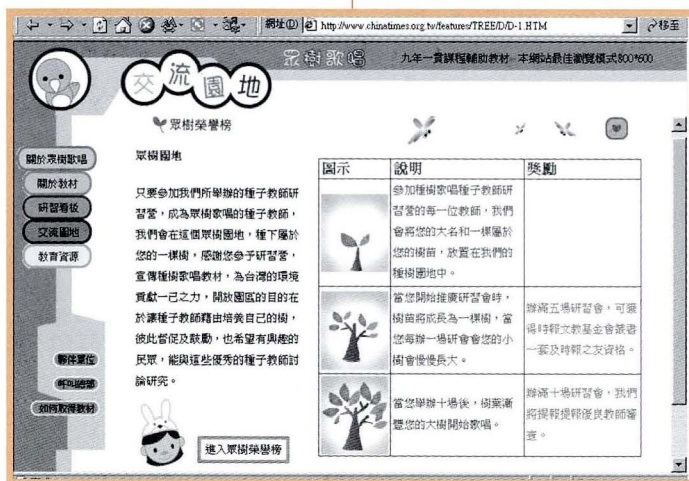 網址(D) http://www.chinatimes.org.tw/features/TREE/D/D-1.HTM 移至
眾樹歌唱 九年一貫課程輔助教材 本網站最佳瀏覽模式800*600
交流園地
眾樹榮譽榜
關於眾樹歌唱
關於教材
研習看板
交流園地
教育資源
夥伴單位
呼叫總部
如何取得教材
眾樹園地
只要參加我們所舉辦的種子教師研
習營,成為眾樹歌唱的種子教師,
我們會在這個眾樹園地,種下屬於
您的一棵樹,感謝您參予研習營,
宣傳種樹歌唱教材,為台灣的環境
貢獻一己之力,開放園區的目的在
於讓種子教師藉由培養自己的樹,
彼此督促及鼓勵,也希望有興趣的
民眾,能與這些優秀的種子教師討
論研究。
進入眾樹榮譽榜
圖示 說明 獎勵
參加種樹歌唱種子教師研
習營的每一位教師,我們
會將您的大名和一棵屬於
您的樹苗,放置在我們的
種樹園地中。
當您開始推廣研習會時,
樹苗將成長為一棵樹,當
您每辦一場研會會您的小
樹會慢慢長大。
辦滿五場研習會,可獲
得時報文教基金會叢書
一套及時報之友資格。
當您舉辦十場後,樹葉漸
豐您的大樹開始歌唱。
辦滿十場研習會,我們
將提報提報優良教師審
查。